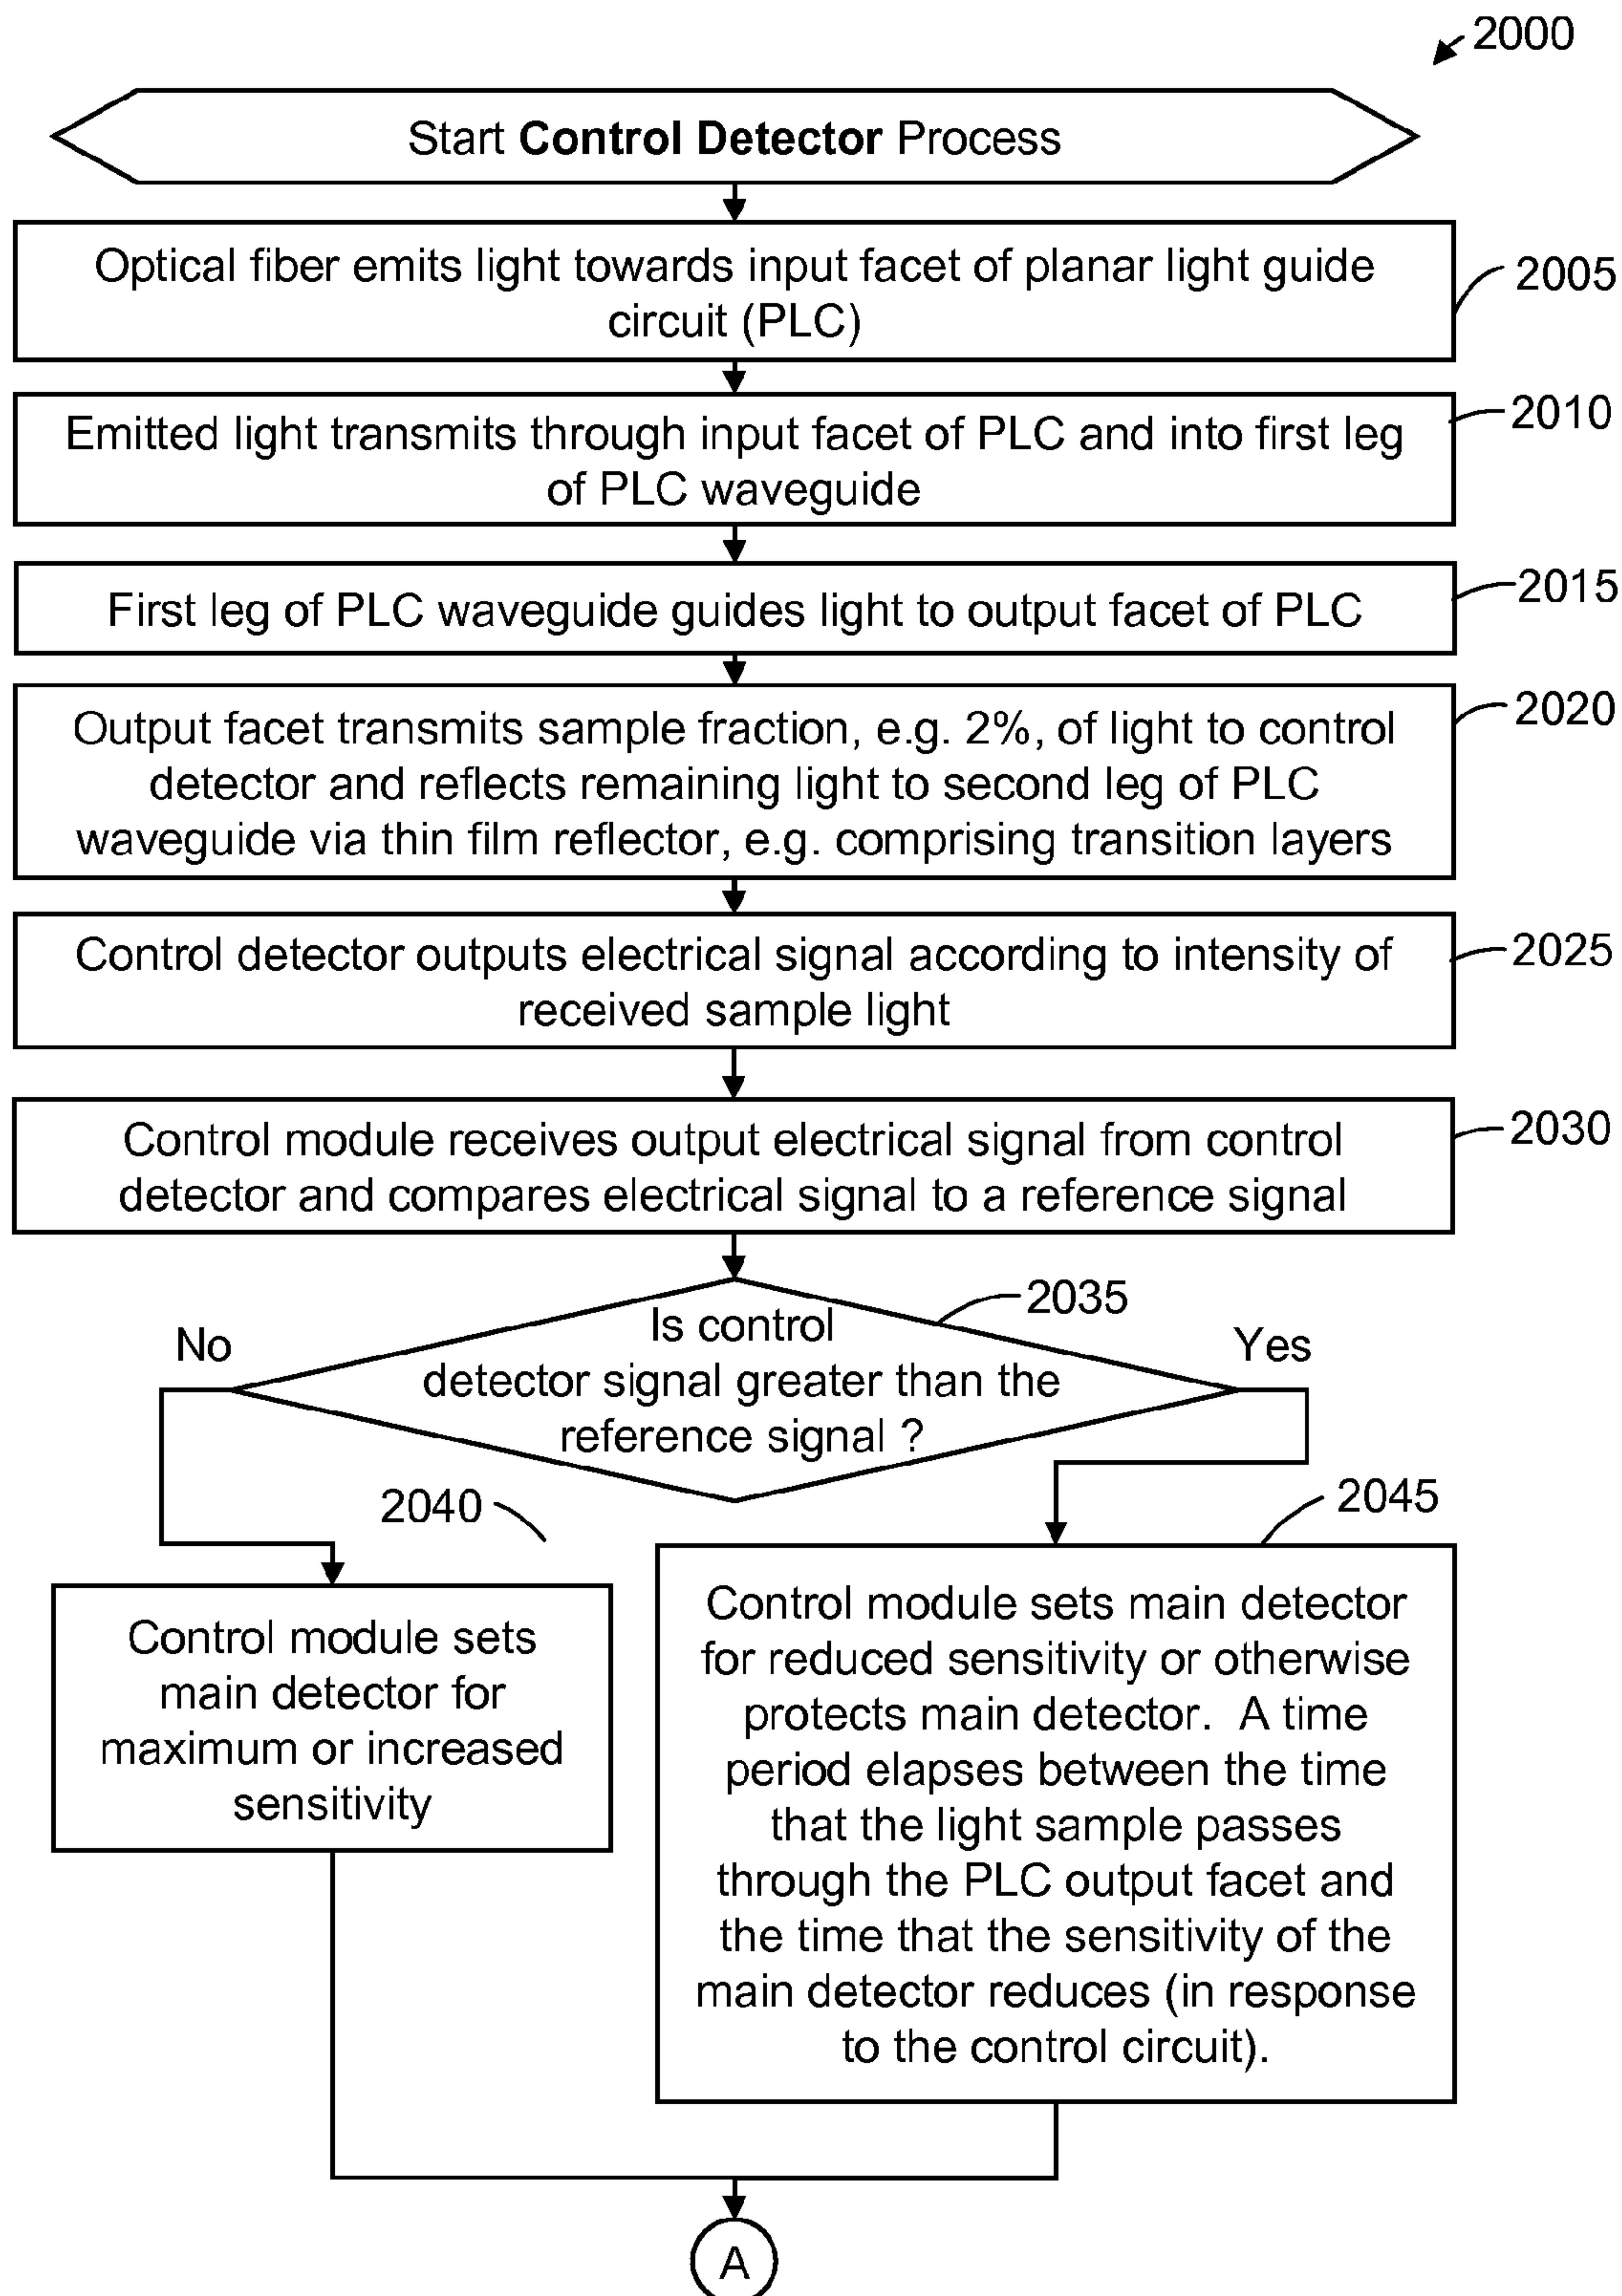 2000
Start Control Detector Process
Optical fiber emits light towards input facet of planar light guide
circuit (PLC)
2005
Emitted light transmits through input facet of PLC and into first leg
of PLC waveguide
2010
First leg of PLC waveguide guides light to output facet of PLC
2015
Output facet transmits sample fraction, e.g. 2%, of light to control
detector and reflects remaining light to second leg of PLC
waveguide via thin film reflector, e.g. comprising transition layers
2020
Control detector outputs electrical signal according to intensity of
received sample light
2025
Control module receives output electrical signal from control
detector and compares electrical signal to a reference signal
2030
Is control
detector signal greater than the
reference signal ?
2035
No
Yes
2040
Control module sets
main detector for
maximum or increased
sensitivity
2045
Control module sets main detector
for reduced sensitivity or otherwise
protects main detector. A time
period elapses between the time
that the light sample passes
through the PLC output facet and
the time that the sensitivity of the
main detector reduces (in response
to the control circuit).
A